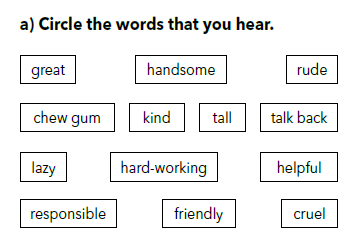 a) Circle the words that you hear.
great handsome rude
chew gum kind tall talk back
lazy hard-working helpful
responsible friendly cruel